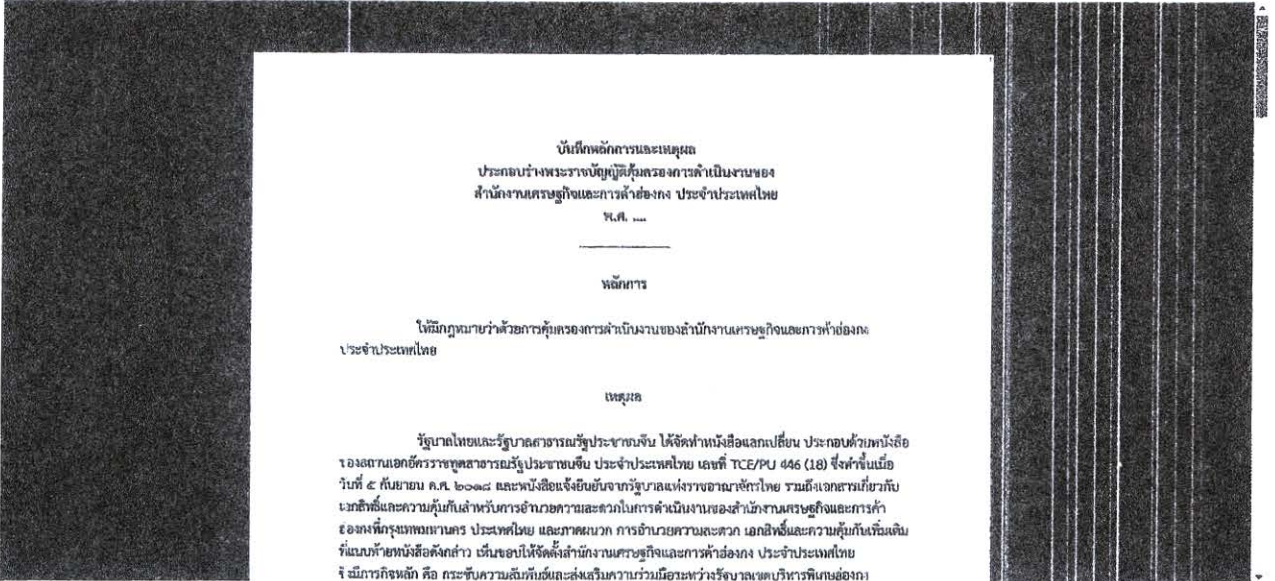 บันทึกหลักการและเหตุผล
ประกอบร่างพระราชบัญญัติคุ้มครองการดำเนินงานของ
สำนักงานเศรษฐกิจและการค้าฮ่องกง ประจำประเทศไทย
พ.ศ. ....
หลักการ
ให้มีกฎหมายว่าด้วยการคุ้มครองการดำเนินงานของสำนักงานเศรษฐกิจและการค้าฮ่องกง
ประจำประเทศไทย
เหตุผล
รัฐบาลไทยและรัฐบาลสาธารณรัฐประชาชนจีน ได้จัดทำหนังสือแลกเปลี่ยน ประกอบด้วยหนังสือ
ของสถานเอกอัครราชทูตสาธารณรัฐประชาชนจีน ประจำประเทศไทย เลขที่ TCE/PU 446 (18) ซึ่งทำขึ้นเมื่อ
วันที่ ๕ กันยายน ค.ศ. ๒๐๑๘ และหนังสือแจ้งยืนยันจากรัฐบาลแห่งราชอาณาจักรไทย รวมถึงเอกสารเกี่ยวกับ
เอกสิทธิ์และความคุ้มกันสำหรับการอำนวยความสะดวกในการดำเนินงานของสำนักงานเศรษฐกิจและการค้า
ฮ่องกงที่กรุงเทพมหานคร ประเทศไทย และภาคผนวก การอำนวยความสะดวก เอกสิทธิ์และความคุ้มกันเพิ่มเติม
ที่แนบท้ายหนังสือดังกล่าว เห็นชอบให้จัดตั้งสำนักงานเศรษฐกิจและการค้าฮ่องกง ประจำประเทศไทย
ซึ่งมีภารกิจหลัก คือ กระชับความสัมพันธ์และส่งเสริมความร่วมมือระหว่างรัฐบาลเขตบริหารพิเศษฮ่องกง